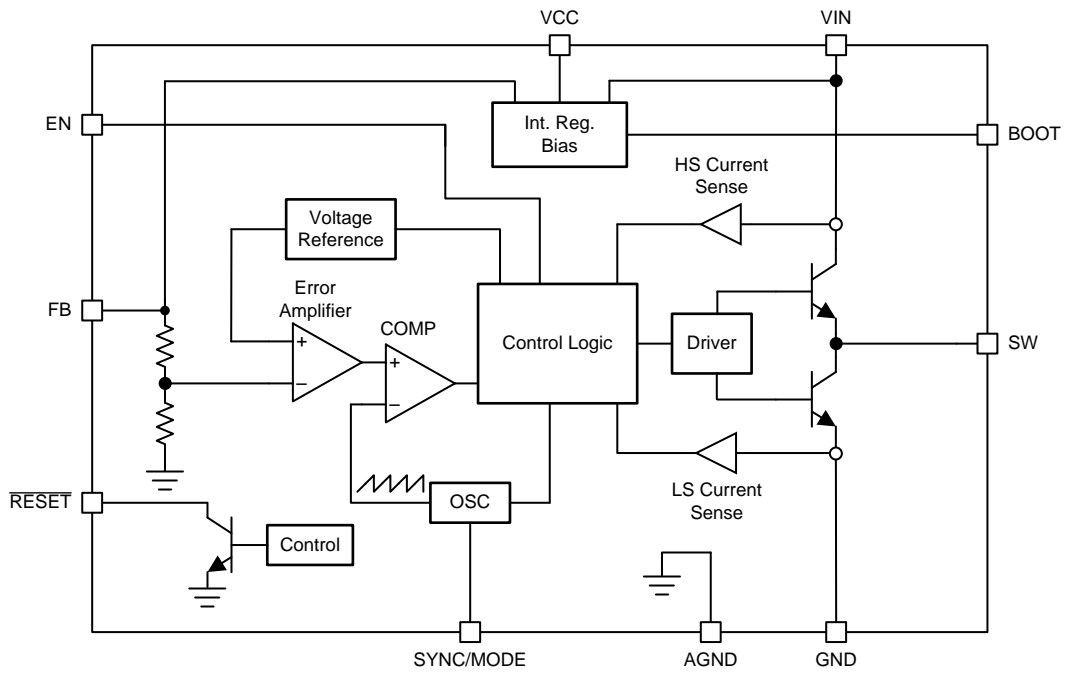 VCC
VIN
EN
Int. Reg.
Bias
BOOT
HS Current
Sense
Voltage
Reference
Error
Amplifier
FB
COMP
+
−
+
−
Control Logic
Driver
SW
RESET
OSC
LS Current
Sense
Control
SYNC/MODE
AGND
GND